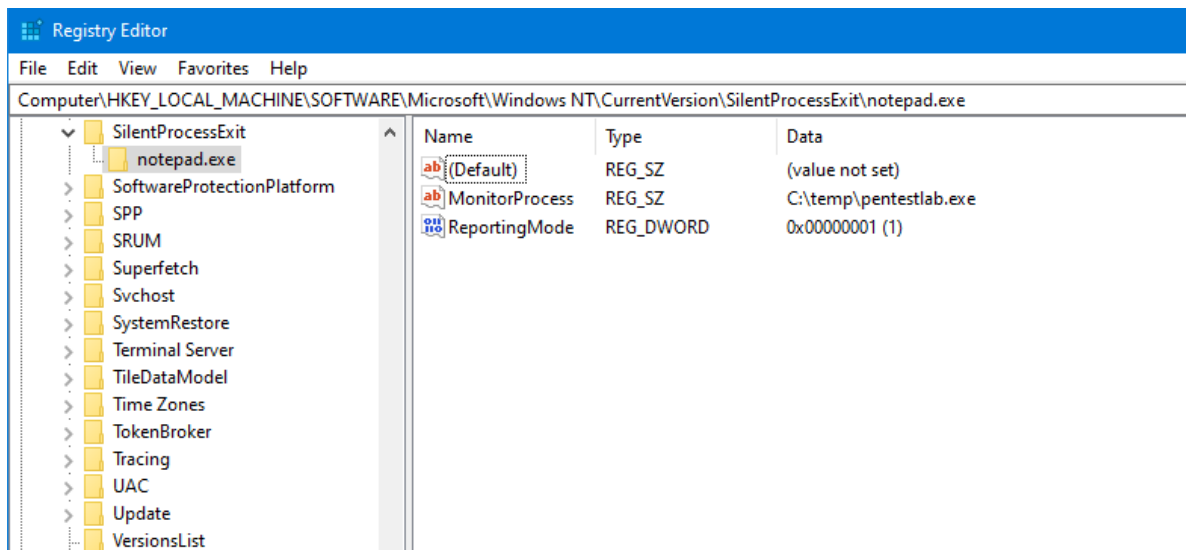 Registry Editor
File Edit View Favorites Help
Computer\HKEY_LOCAL_MACHINE\SOFTWARE\Microsoft\Windows NT\CurrentVersion\SilentProcessExit\notepad.exe
SilentProcessExit
notepad.exe
SoftwareProtectionPlatform
SPP
SRUM
Superfetch
Svchost
SystemRestore
Terminal Server
TileDataModel
Time Zones
TokenBroker
Tracing
UAC
Update
VersionsList
Name Type Data
(Default) REG_SZ (value not set)
MonitorProcess REG_SZ C:\temp\pentestlab.exe
ReportingMode REG_DWORD 0x00000001 (1)